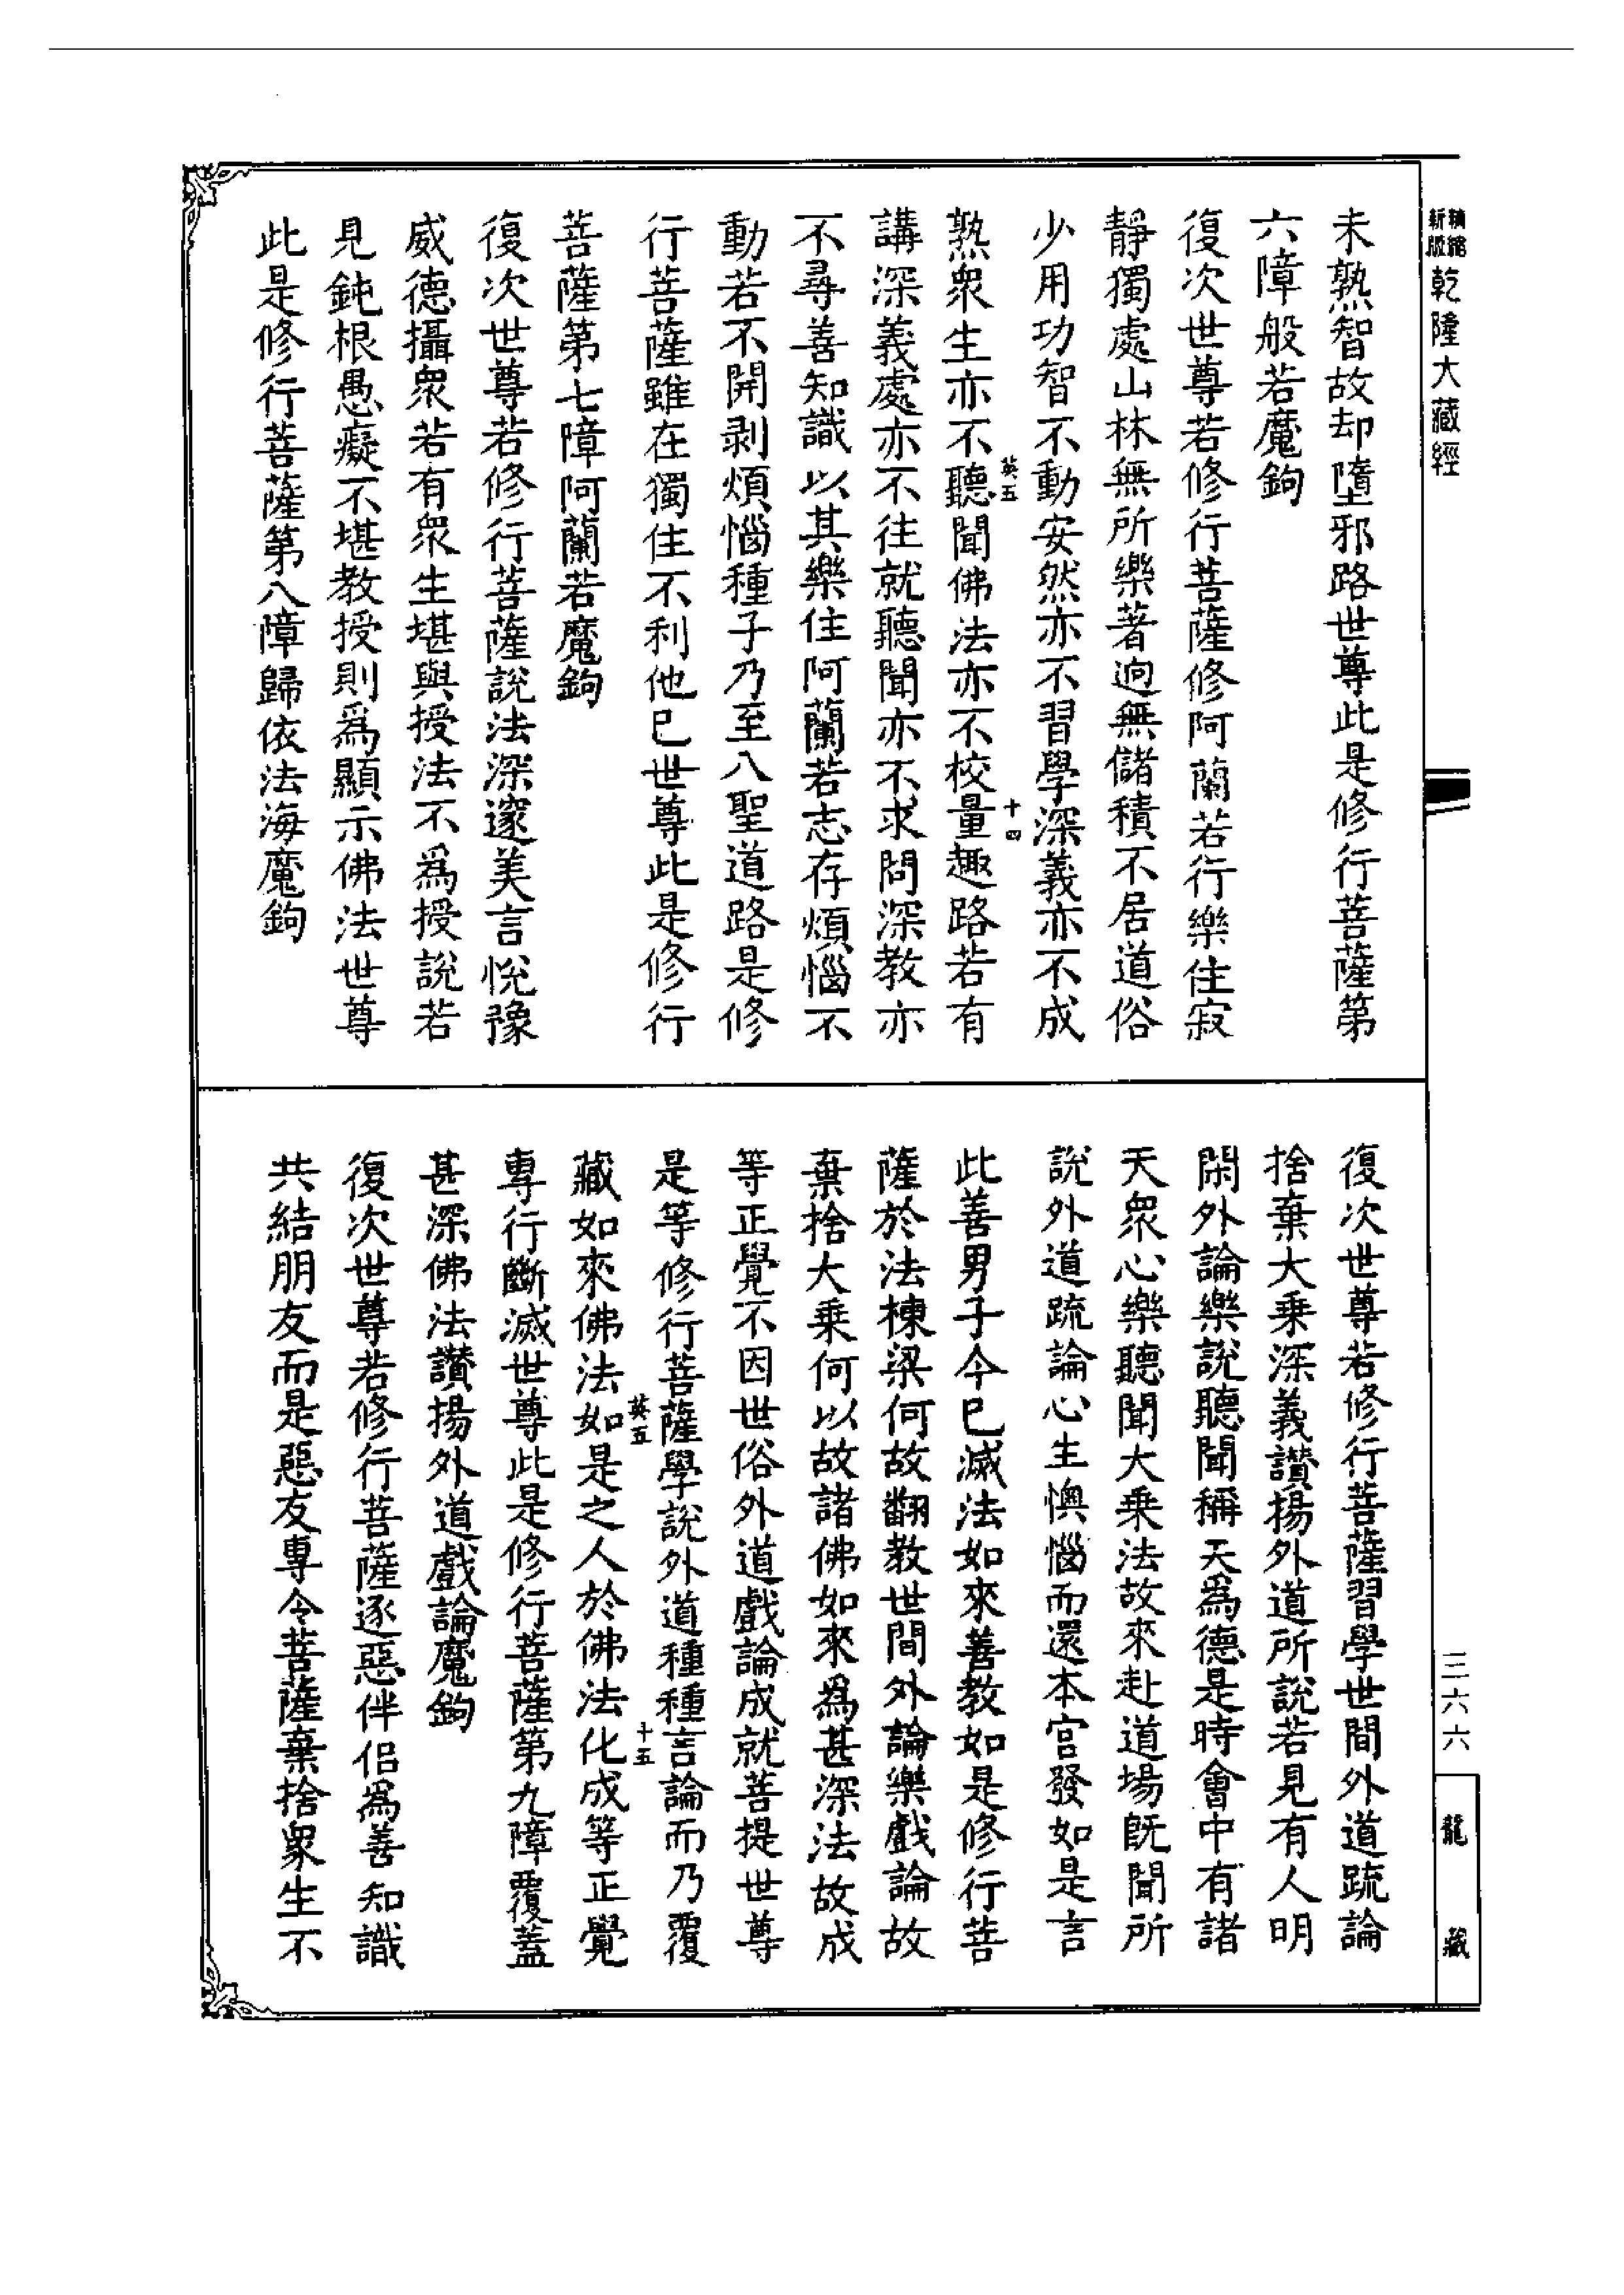 精縮新版乾隆大藏經
未熟智故却墮邪路世尊此是修行菩薩第
六障般若魔鉤
復次世尊若修行菩薩修阿蘭若行樂住寂
靜獨處山林無所樂著迥無儲積不居道俗
少用功智不動安然亦不習學深義亦不成
熟眾生亦不聽聞佛法亦不校量趣路若有
英五
十四
講深義處亦不往就聽聞亦不求問深教亦
不尋善知識以其樂住阿蘭若志存煩惱不
動若不開剥煩惱種子乃至八聖道路是修
行菩薩雖在獨住不利他巳世尊此是修行
菩薩第七障阿蘭若魔鉤
復次世尊若修行菩薩說法深邃美言悅豫
威德攝眾若有眾生堪與授法不為授說若
見鈍根愚癡不堪教授則為顯示佛法世尊
此是修行菩薩第八障歸依法海魔鉤
復次世尊若修行菩薩習學世間外道疏論
捨棄大乗深義讚揚外道所說若見有人明
閑外論樂說聽聞稱天為德是時會中有諸
天眾心樂聽聞大乗法故來赴道場既聞所
說外道疏論心生懊惱而還本宮發如是言
此善男子今巳滅法如來善教如是修行菩
薩於法棟梁何故翻教世間外論樂戲論故
棄捨大乗何以故諸佛如來為甚深法故成
等正覺不因世俗外道戲論成就菩提世尊
是等修行菩薩學說外道種種言論而乃覆
英五
十五
藏如來佛法如是之人於佛法化成等正覺
專行斷滅世尊此是修行菩薩第九障覆蓋
甚深佛法讚揚外道戲論魔鉤
復次世尊若修行菩薩逐惡伴侶為善知識
共結朋友而是惡友專令菩薩棄捨眾生不
三六六
龍藏